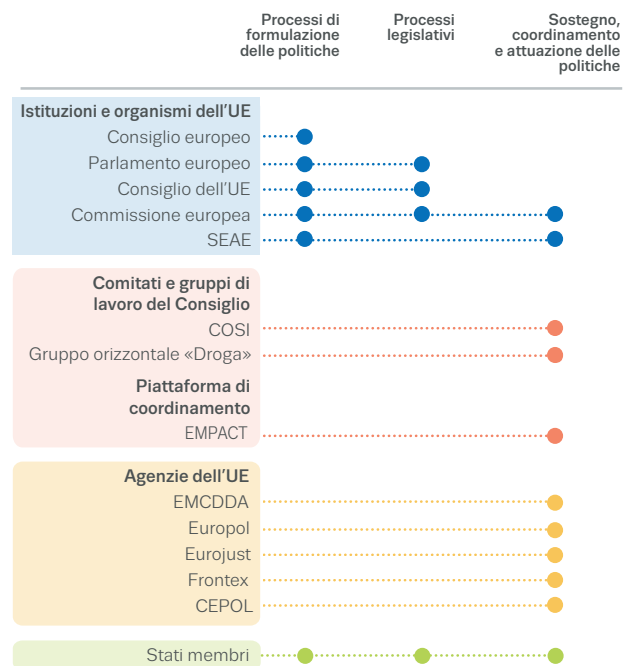 Processi di
formulazione
delle politiche
Processi
legislativi
Sostegno,
coordinamento
e attuazione delle
politiche
Istituzioni e organismi dell'UE
Consiglio europeo
Parlamento europeo
Consiglio dell'UE
Commissione europea
SEAE
Comitati e gruppi di
lavoro del Consiglio
COSI
Gruppo orizzontale «Droga»
Piattaforma di
coordinamento
EMPACT
Agenzie dell'UE
EMCDDA
Europol
Eurojust
Frontex
CEPOL
Stati membri